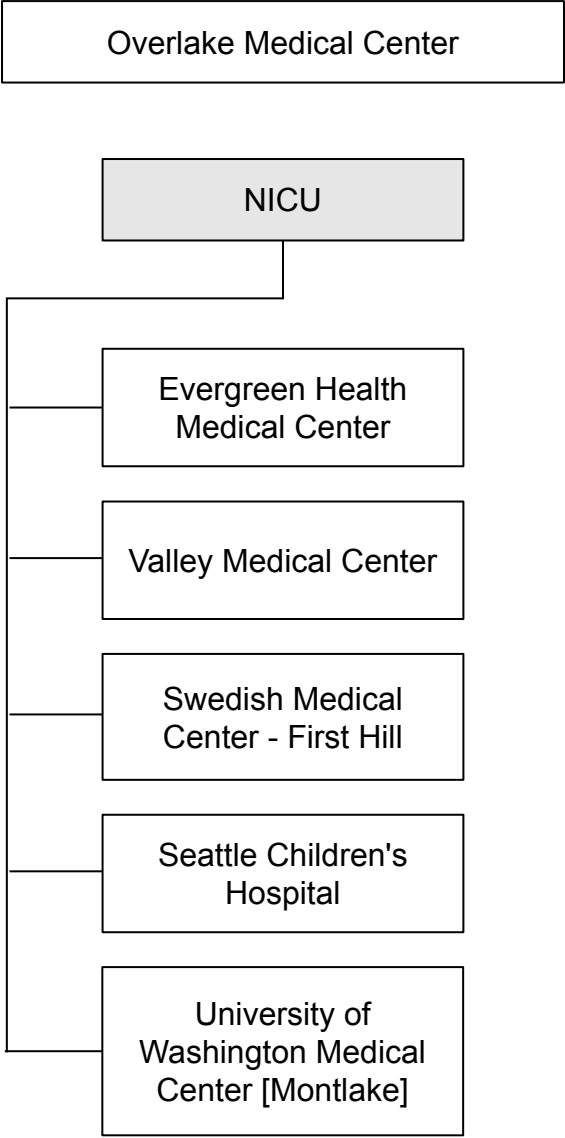 Overlake Medical Center
NICU
Evergreen Health
Medical Center
Valley Medical Center
Swedish Medical
Center - First Hill
Seattle Children's
Hospital
University of
Washington Medical
Center [Montlake]